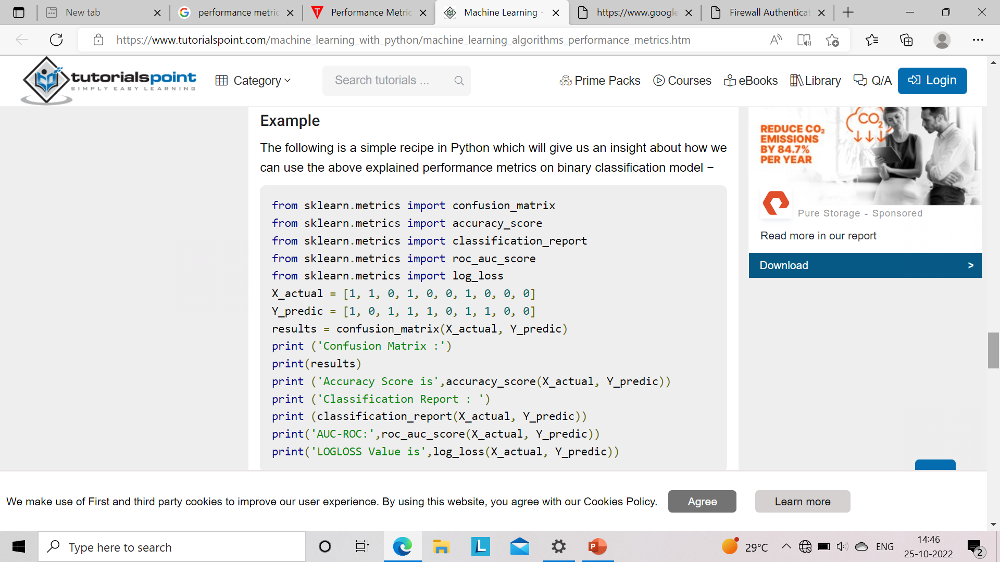 New tab
performance metric
Performance Metric
Machine Learning -
https://www.google
Firewall Authenticat
https://www.tutorialspoint.com/machine_learning_with_python/machine_learning_algorithms_performance_metrics.htm
tutorialspoint
SIMPLY EASY LEARNING
Category
Search tutorials ...
Prime Packs
Courses
eBooks
Library
Q/A
Login
Example
The following is a simple recipe in Python which will give us an insight about how we
can use the above explained performance metrics on binary classification model −
from sklearn.metrics import confusion_matrix
from sklearn.metrics import accuracy_score
from sklearn.metrics import classification_report
from sklearn.metrics import roc_auc_score
from sklearn.metrics import log_loss
X_actual = [1, 1, 0, 1, 0, 0, 1, 0, 0, 0]
Y_predic = [1, 0, 1, 1, 1, 0, 1, 1, 0, 0]
results = confusion_matrix(X_actual, Y_predic)
print ('Confusion Matrix :')
print(results)
print ('Accuracy Score is',accuracy_score(X_actual, Y_predic))
print ('Classification Report : ')
print (classification_report(X_actual, Y_predic))
print('AUC-ROC:',roc_auc_score(X_actual, Y_predic))
print('LOGLOSS Value is',log_loss(X_actual, Y_predic))
CO2
REDUCE CO2
EMISSIONS
BY 84.7%
PER YEAR
Pure Storage - Sponsored
Read more in our report
Download >
We make use of First and third party cookies to improve our user experience. By using this website, you agree with our Cookies Policy.
Agree
Learn more
Type here to search
L
P
29°C
ENG
14:46
25-10-2022
2